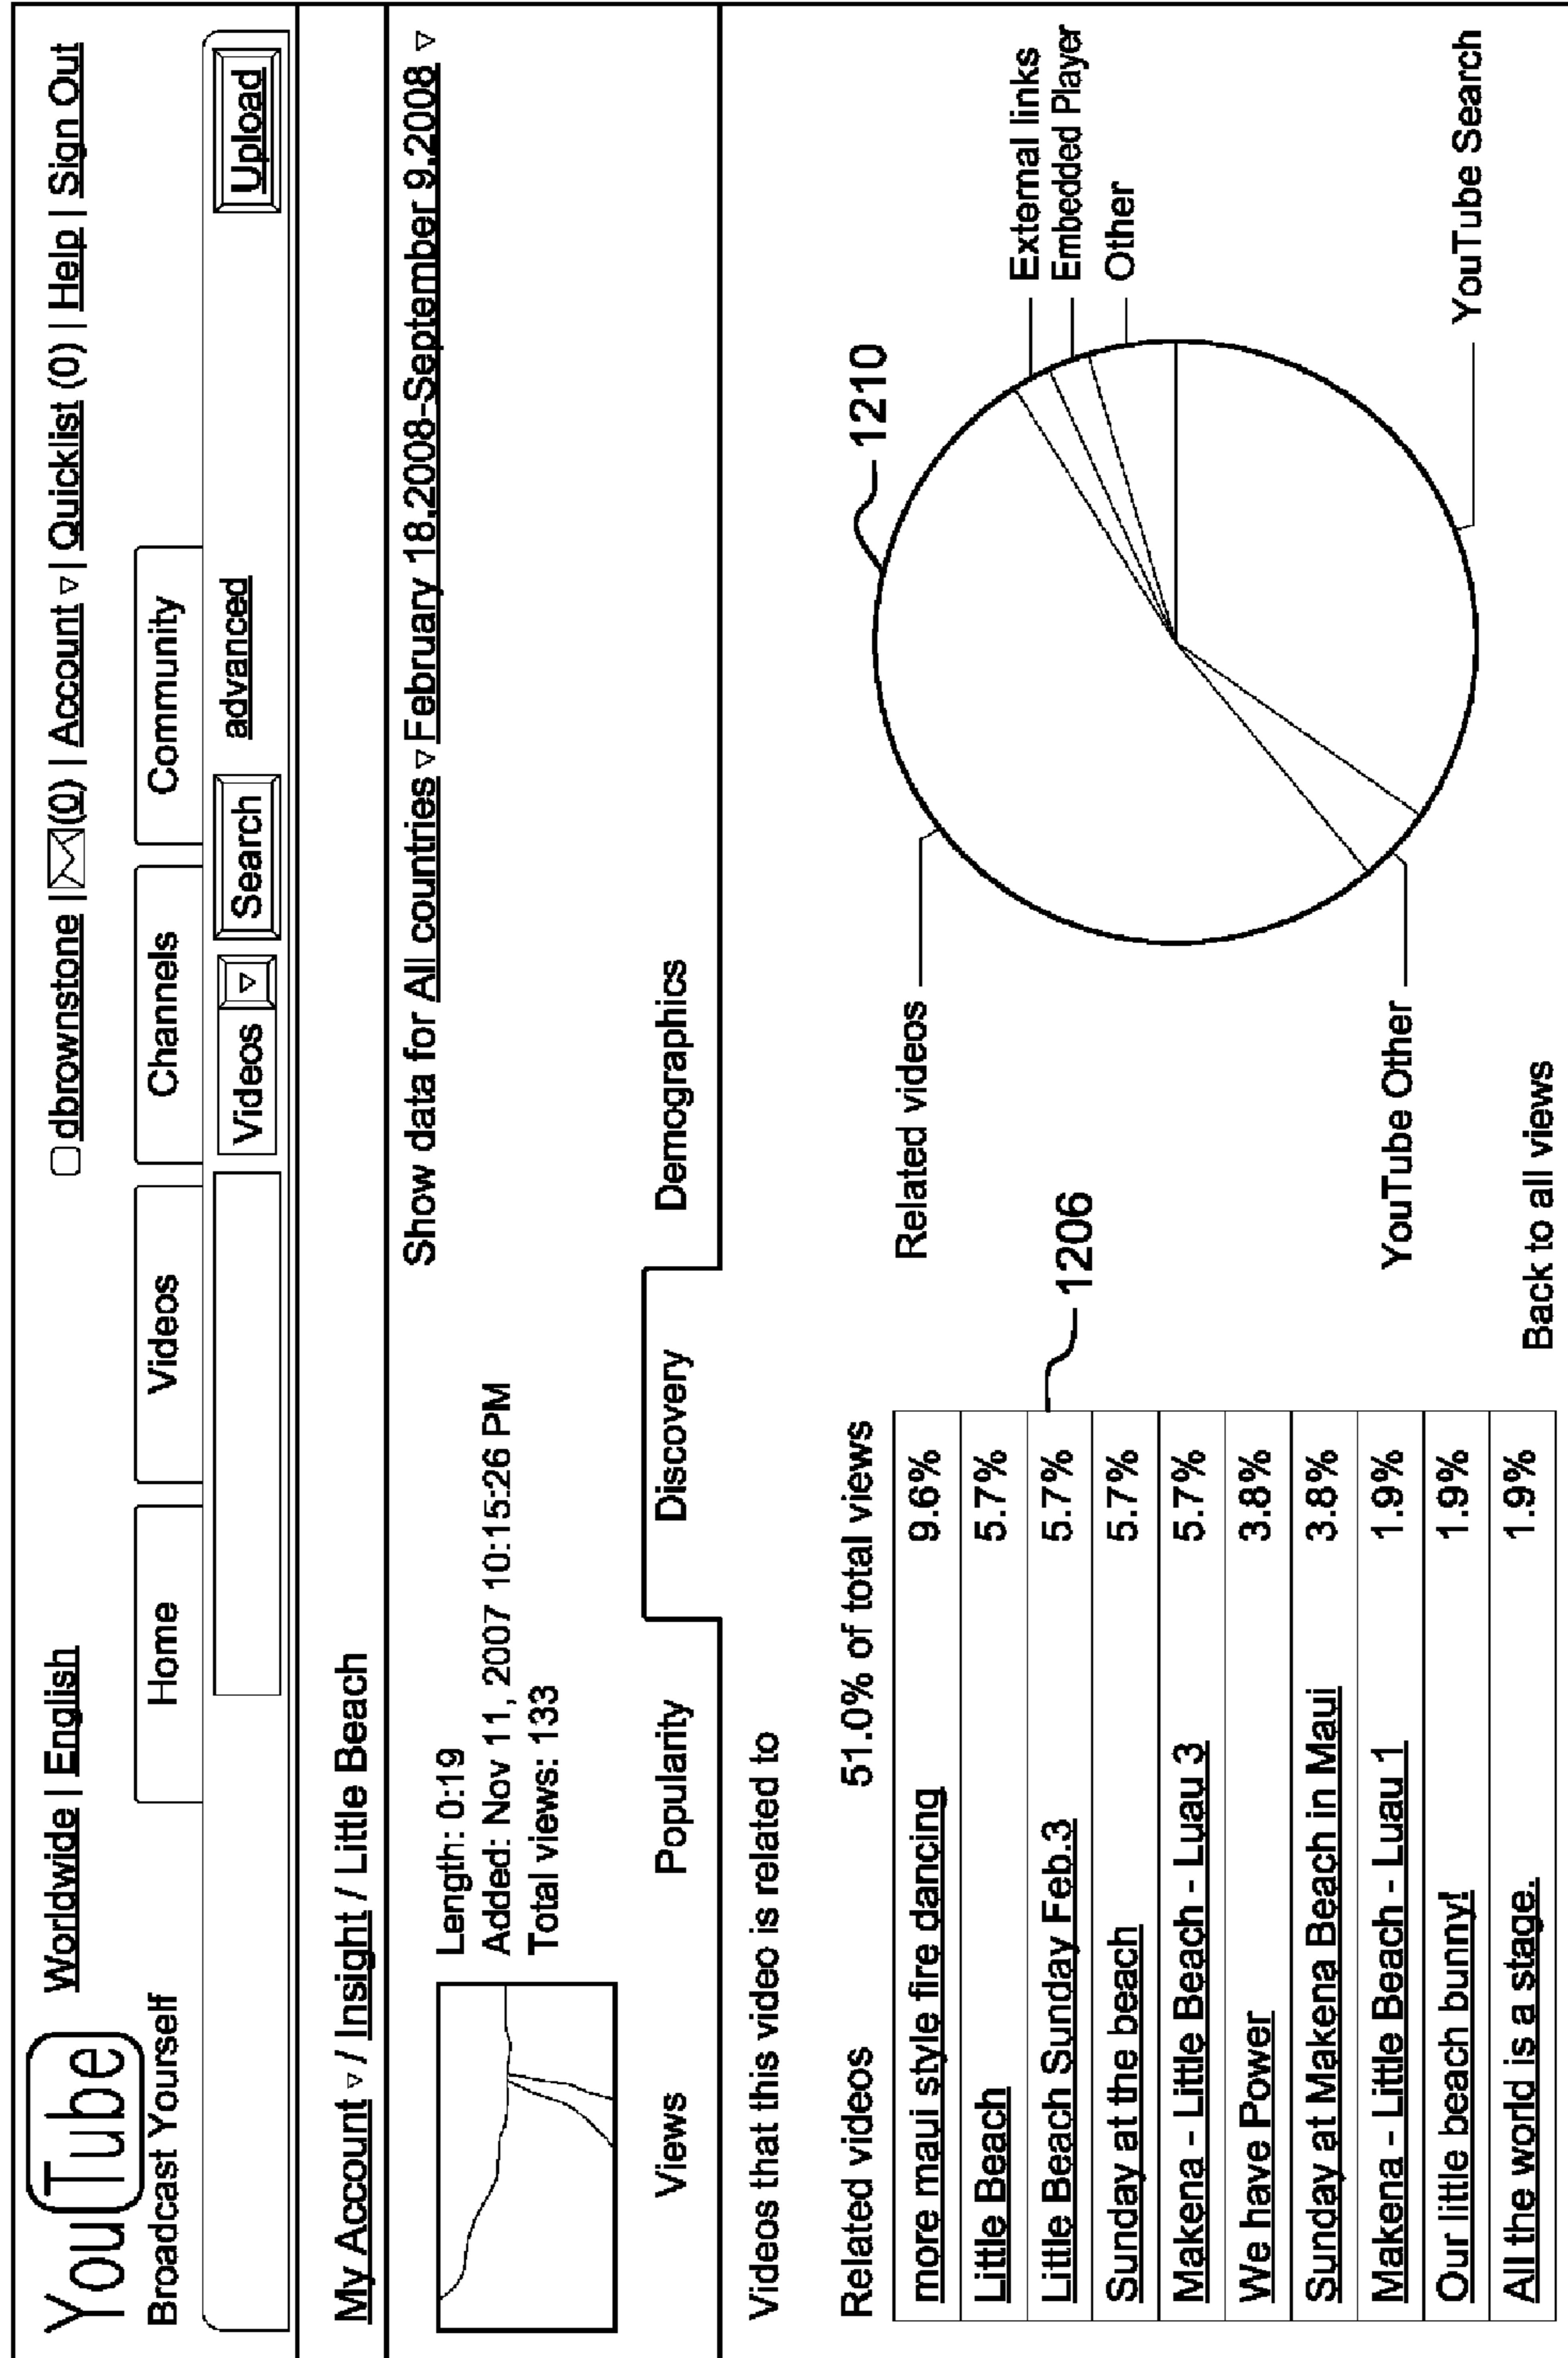 YouTube
Worldwide | English
dbrownstone | (0) | Account ▿ | Quicklist (0) | Help | Sign Out
Broadcast Yourself
Home
Videos
Channels
Community
Videos ▿
Search
advanced
Upload
My Account ▿ / Insight / Little Beach
Show data for All countries ▿ February 18.2008-September 9.2008 ▿
Length: 0:19
Added: Nov 11, 2007 10:15:26 PM
Total views: 133
Views
Popularity
Discovery
Demographics
Videos that this video is related to
Related videos 51.0% of total views
more maui style fire dancing 9.6%
Little Beach 5.7%
Little Beach Sunday Feb.3 5.7%
Sunday at the beach 5.7%
Makena - Little Beach - Luau 3 5.7%
We have Power 3.8%
Sunday at Makena Beach in Maui 3.8%
Makena - Little Beach - Luau 1 1.9%
Our little beach bunny! 1.9%
All the world is a stage. 1.9%
1206
1210
Related videos
External links
Embedded Player
Other
YouTube Other
YouTube Search
Back to all views